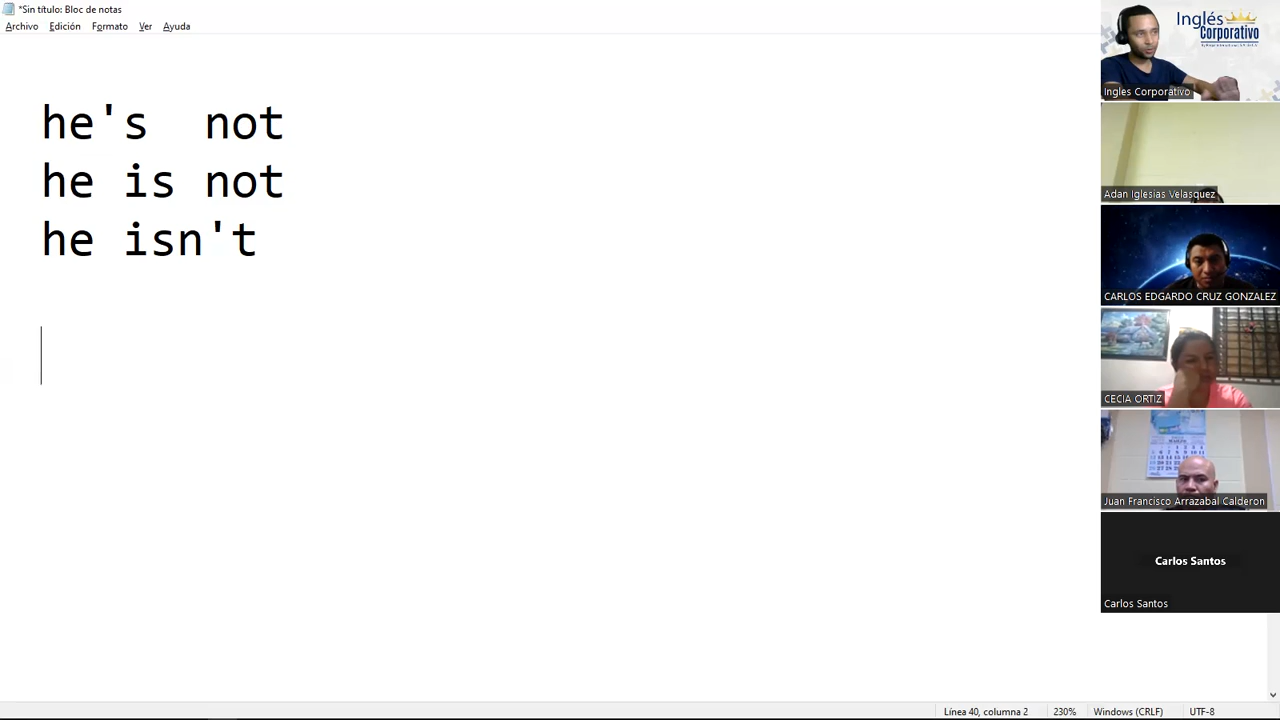 *Sin título: Bloc de notas
Archivo Edición Formato Ver Ayuda
he's  not
he is not
he isn't
Línea 40, columna 2 230% Windows (CRLF) UTF-8
Inglés
Corporativo
Ingles Corporativo
Adan Iglesias Velasquez
CARLOS EDGARDO CRUZ GONZALEZ
CECIA ORTIZ
Juan Francisco Arrazabal Calderon
Carlos Santos
Carlos Santos